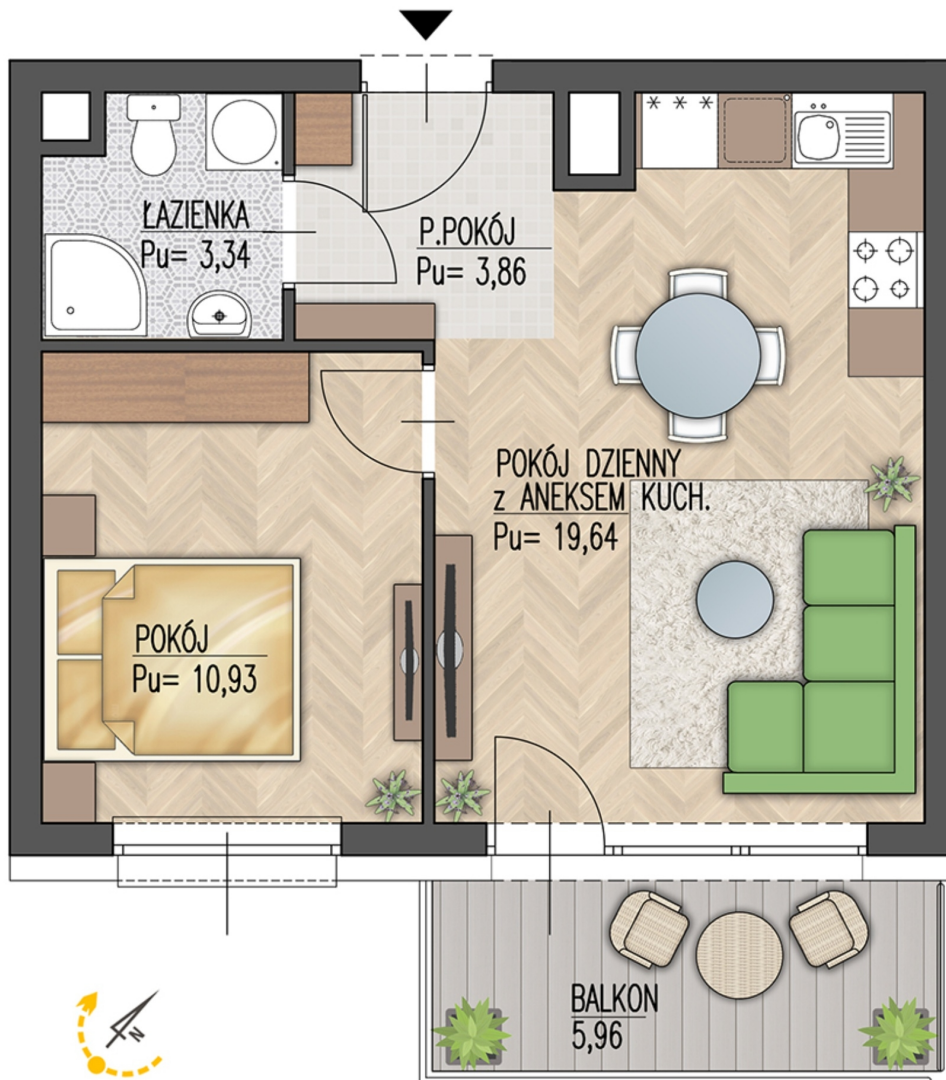 ŁAZIENKA
Pu= 3,34
P.POKÓJ
Pu= 3,86
POKÓJ DZIENNY
z ANEKSEM KUCH.
Pu= 19,64
POKÓJ
Pu= 10,93
BALKON
5,96
N